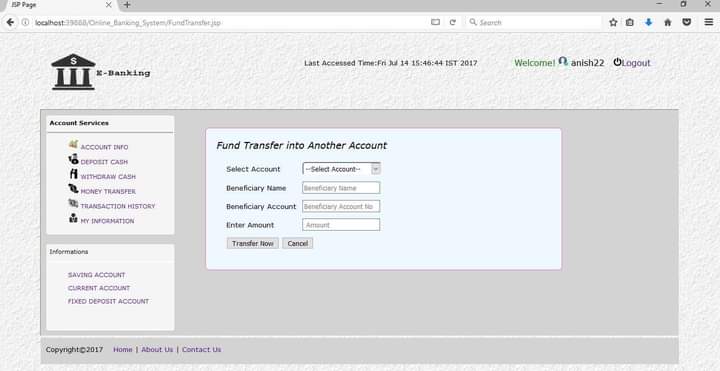 JSP Page
localhost:39868/Online_Banking_System/FundTransfer.jsp
Search
$
E-Banking
Last Accessed Time:Fri Jul 14 15:46:44 IST 2017
Welcome! anish22
Logout
Account Services
ACCOUNT INFO
DEPOSIT CASH
WITHDRAW CASH
MONEY TRANSFER
TRANSACTION HISTORY
MY INFORMATION
Informations
SAVING ACCOUNT
CURRENT ACCOUNT
FIXED DEPOSIT ACCOUNT
Fund Transfer into Another Account
Select Account --Select Account--
Beneficiary Name Beneficiary Name
Beneficiary Account Beneficiary Account No
Enter Amount Amount
Transfer Now Cancel
Copyright©2017 Home | About Us | Contact Us